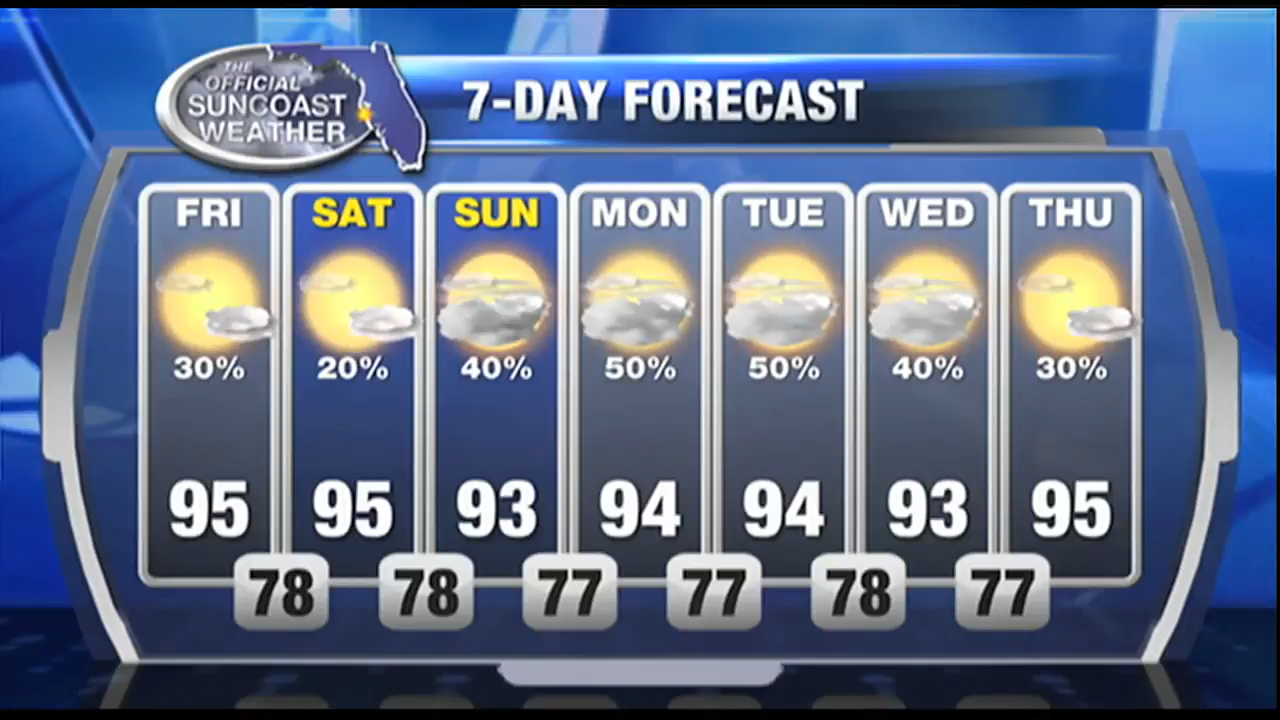 THE
OFFICIAL
SUNCOAST
WEATHER
7-DAY FORECAST
FRI SAT SUN MON TUE WED THU
30% 20% 40% 50% 50% 40% 30%
95 95 93 94 94 93 95
78 78 77 77 78 77